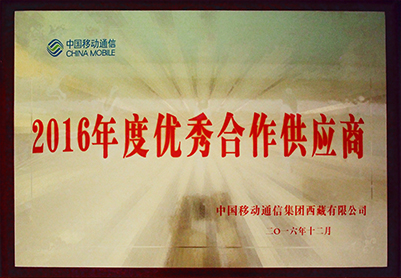 中国移动通信
CHINA MOBILE
2016年度优秀合作供应商
中国移动通信集团西藏有限公司
二〇一六年十二月